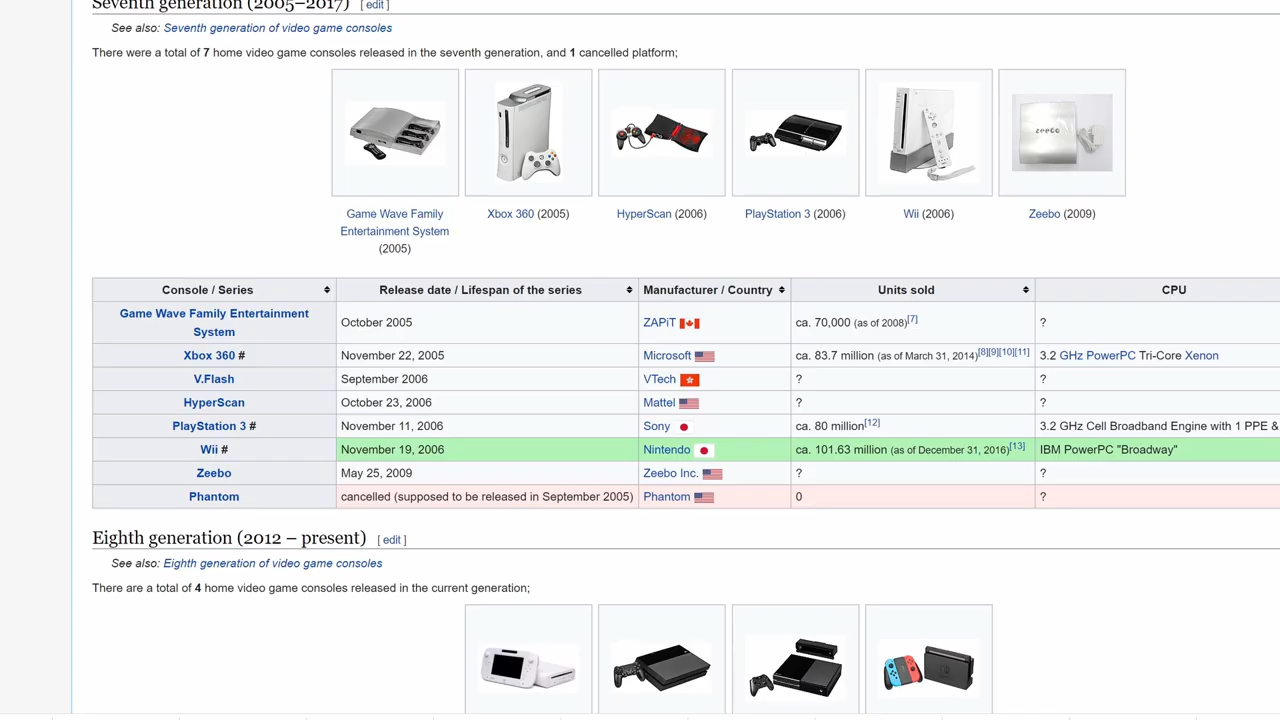 Seventh generation (2005–2017) [ edit ]
See also: Seventh generation of video game consoles
There were a total of 7 home video game consoles released in the seventh generation, and 1 cancelled platform;
zeebo
Game Wave Family Entertainment System (2005)
Xbox 360 (2005)
HyperScan (2006)
PlayStation 3 (2006)
Wii (2006)
Zeebo (2009)
Console / Series Release date / Lifespan of the series Manufacturer / Country Units sold CPU
Game Wave Family Entertainment System October 2005 ZAPiT ca. 70,000 (as of 2008)[7] ?
Xbox 360 # November 22, 2005 Microsoft ca. 83.7 million (as of March 31, 2014)[8][9][10][11] 3.2 GHz PowerPC Tri-Core Xenon
V.Flash September 2006 VTech ? ?
HyperScan October 23, 2006 Mattel ? ?
PlayStation 3 # November 11, 2006 Sony ca. 80 million[12] 3.2 GHz Cell Broadband Engine with 1 PPE &
Wii # November 19, 2006 Nintendo ca. 101.63 million (as of December 31, 2016)[13] IBM PowerPC "Broadway"
Zeebo May 25, 2009 Zeebo Inc. ? ?
Phantom cancelled (supposed to be released in September 2005) Phantom 0 ?
Eighth generation (2012 – present) [ edit ]
See also: Eighth generation of video game consoles
There are a total of 4 home video game consoles released in the current generation;